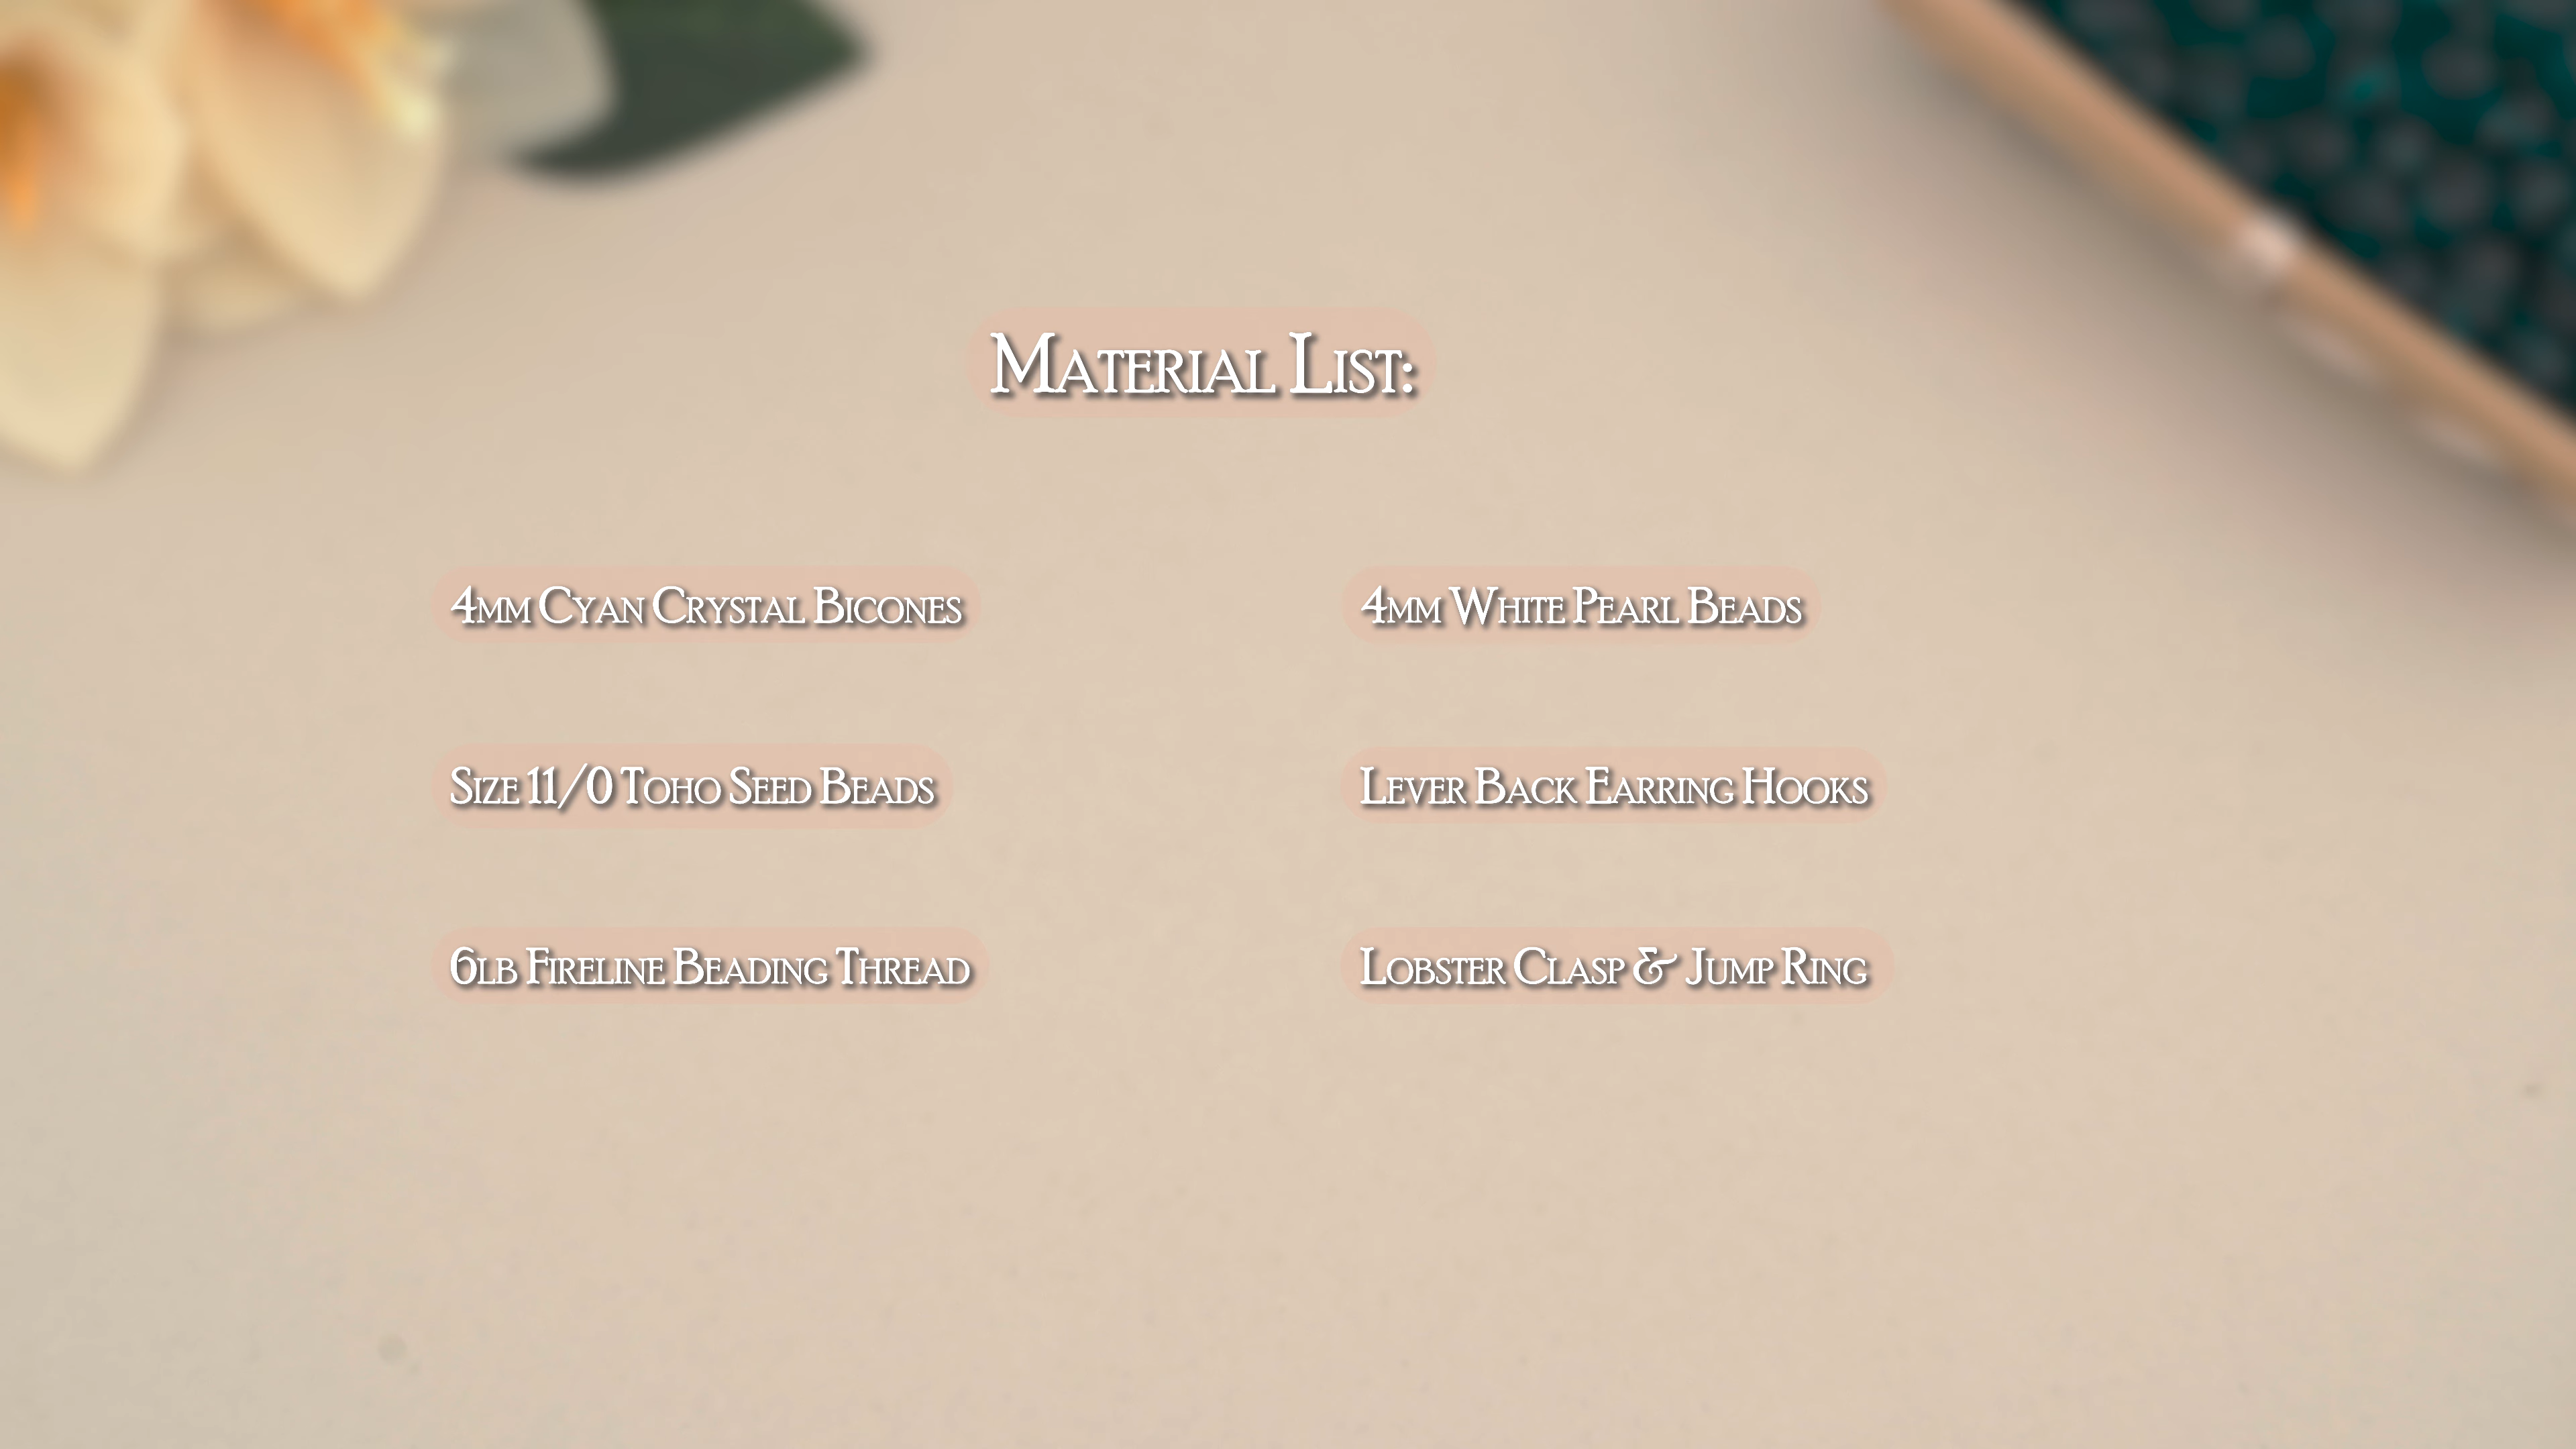 Material List:
4mm Cyan Crystal Bicones
4mm White Pearl Beads
Size 11/0 Toho Seed Beads
Lever Back Earring Hooks
6lb Fireline Beading Thread
Lobster Clasp & Jump Ring